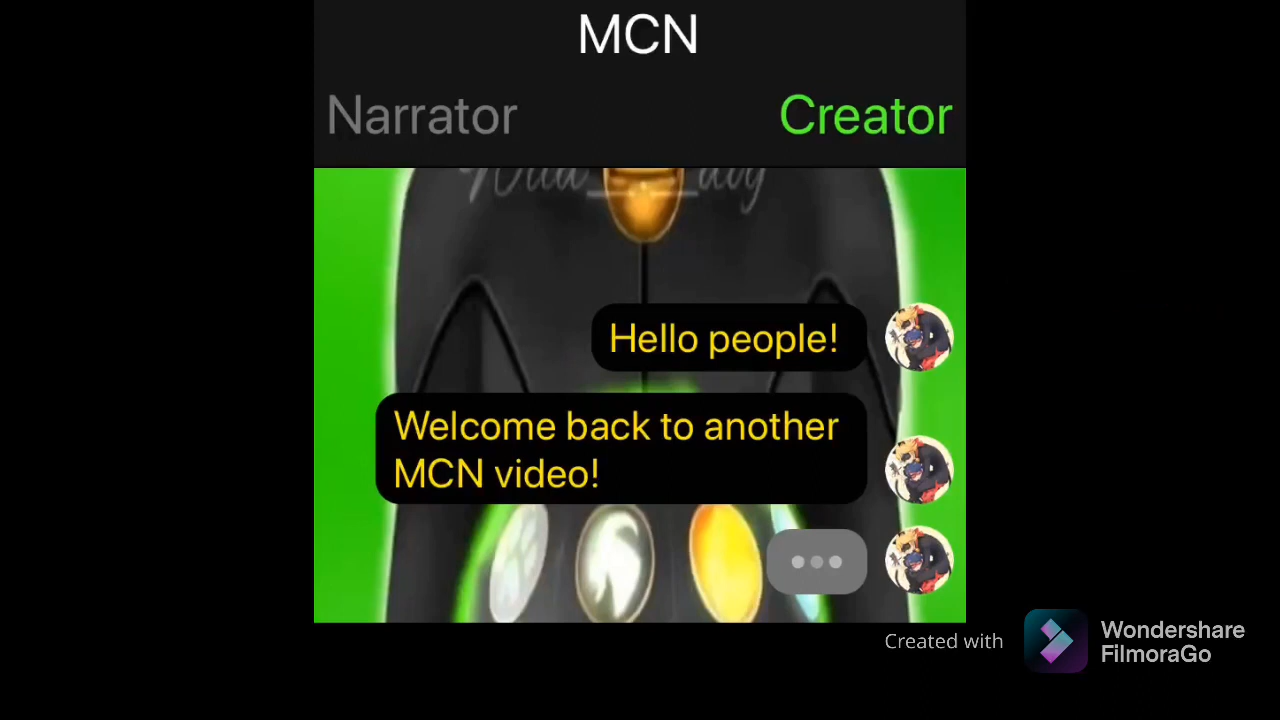 MCN
Narrator
Creator
Hello people!
Welcome back to another
MCN video!
Created with
Wondershare
FilmoraGo